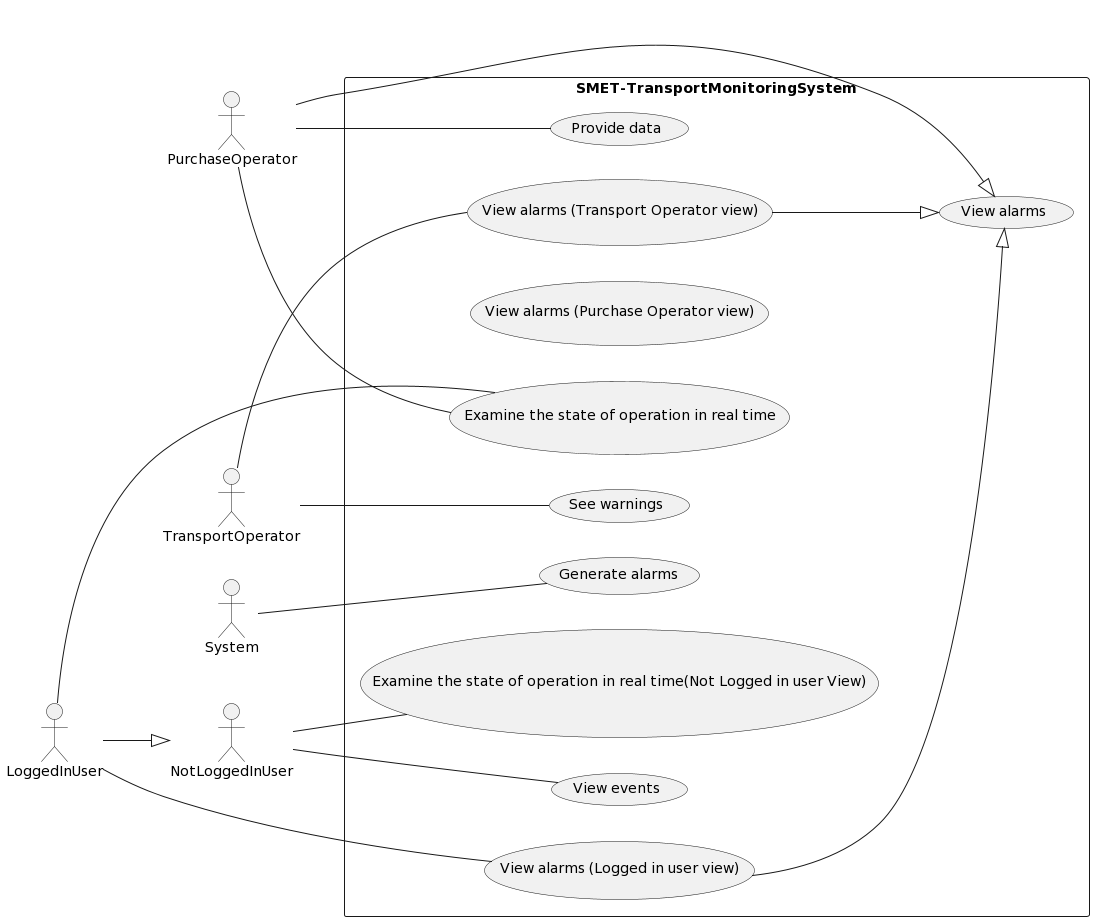 SMET-TransportMonitoringSystem
PurchaseOperator
Provide data
View alarms (Transport Operator view)
View alarms
View alarms (Purchase Operator view)
Examine the state of operation in real time
TransportOperator
See warnings
Generate alarms
System
Examine the state of operation in real time(Not Logged in user View)
LoggedInUser
NotLoggedInUser
View events
View alarms (Logged in user view)